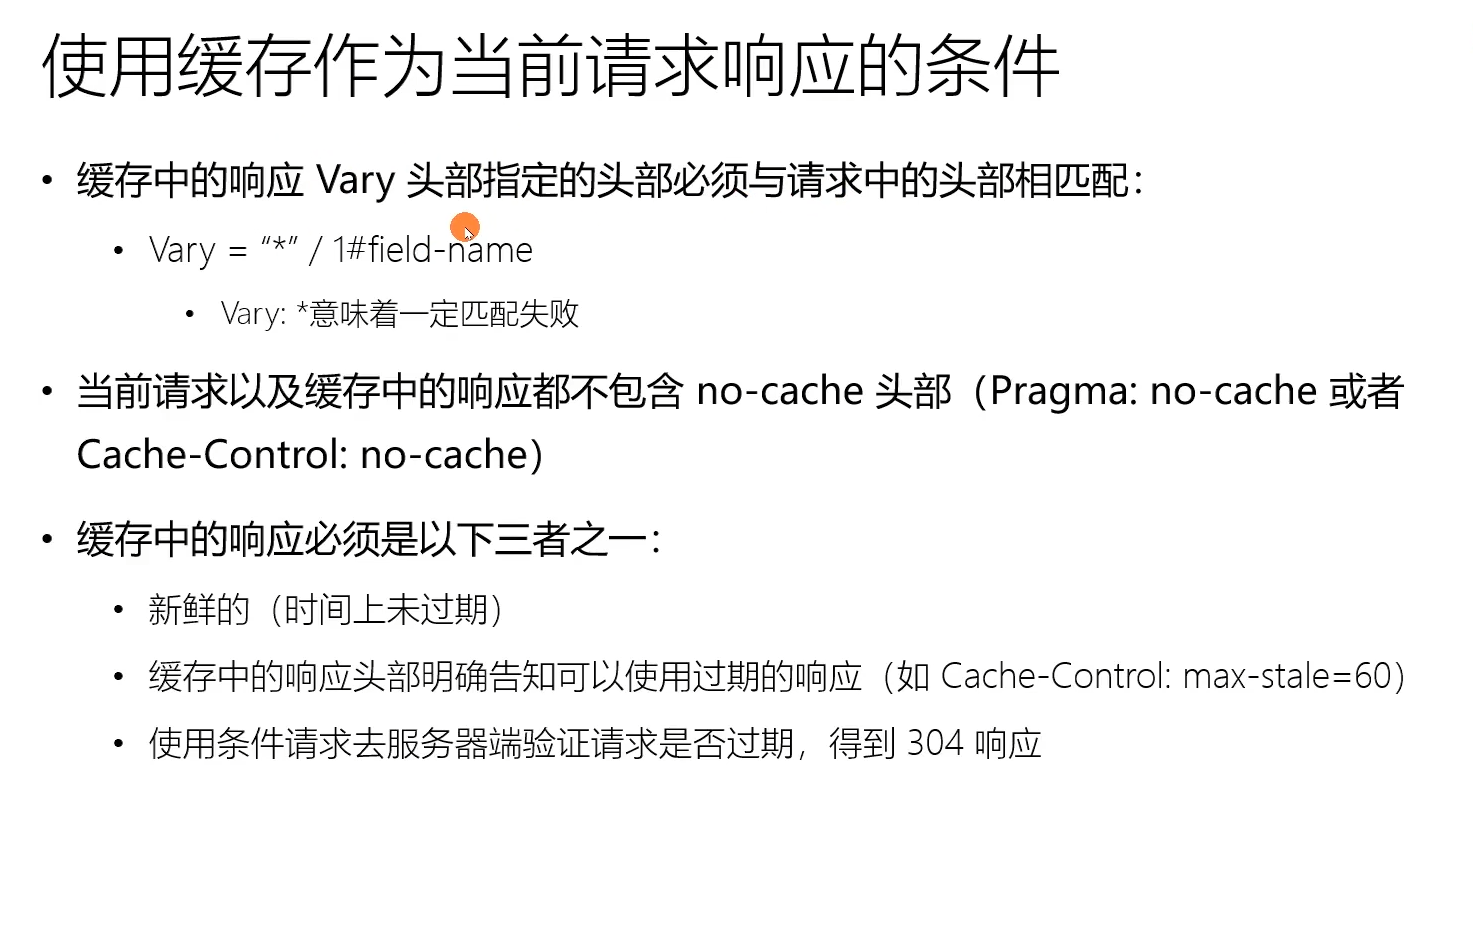 使用缓存作为当前请求响应的条件
• 缓存中的响应 Vary 头部指定的头部必须与请求中的头部相匹配：
• Vary = “*” / 1#field-name
• Vary: *意味着一定匹配失败
• 当前请求以及缓存中的响应都不包含 no-cache 头部（Pragma: no-cache 或者
Cache-Control: no-cache）
• 缓存中的响应必须是以下三者之一：
• 新鲜的（时间上未过期）
• 缓存中的响应头部明确告知可以使用过期的响应（如 Cache-Control: max-stale=60）
• 使用条件请求去服务器端验证请求是否过期，得到 304 响应